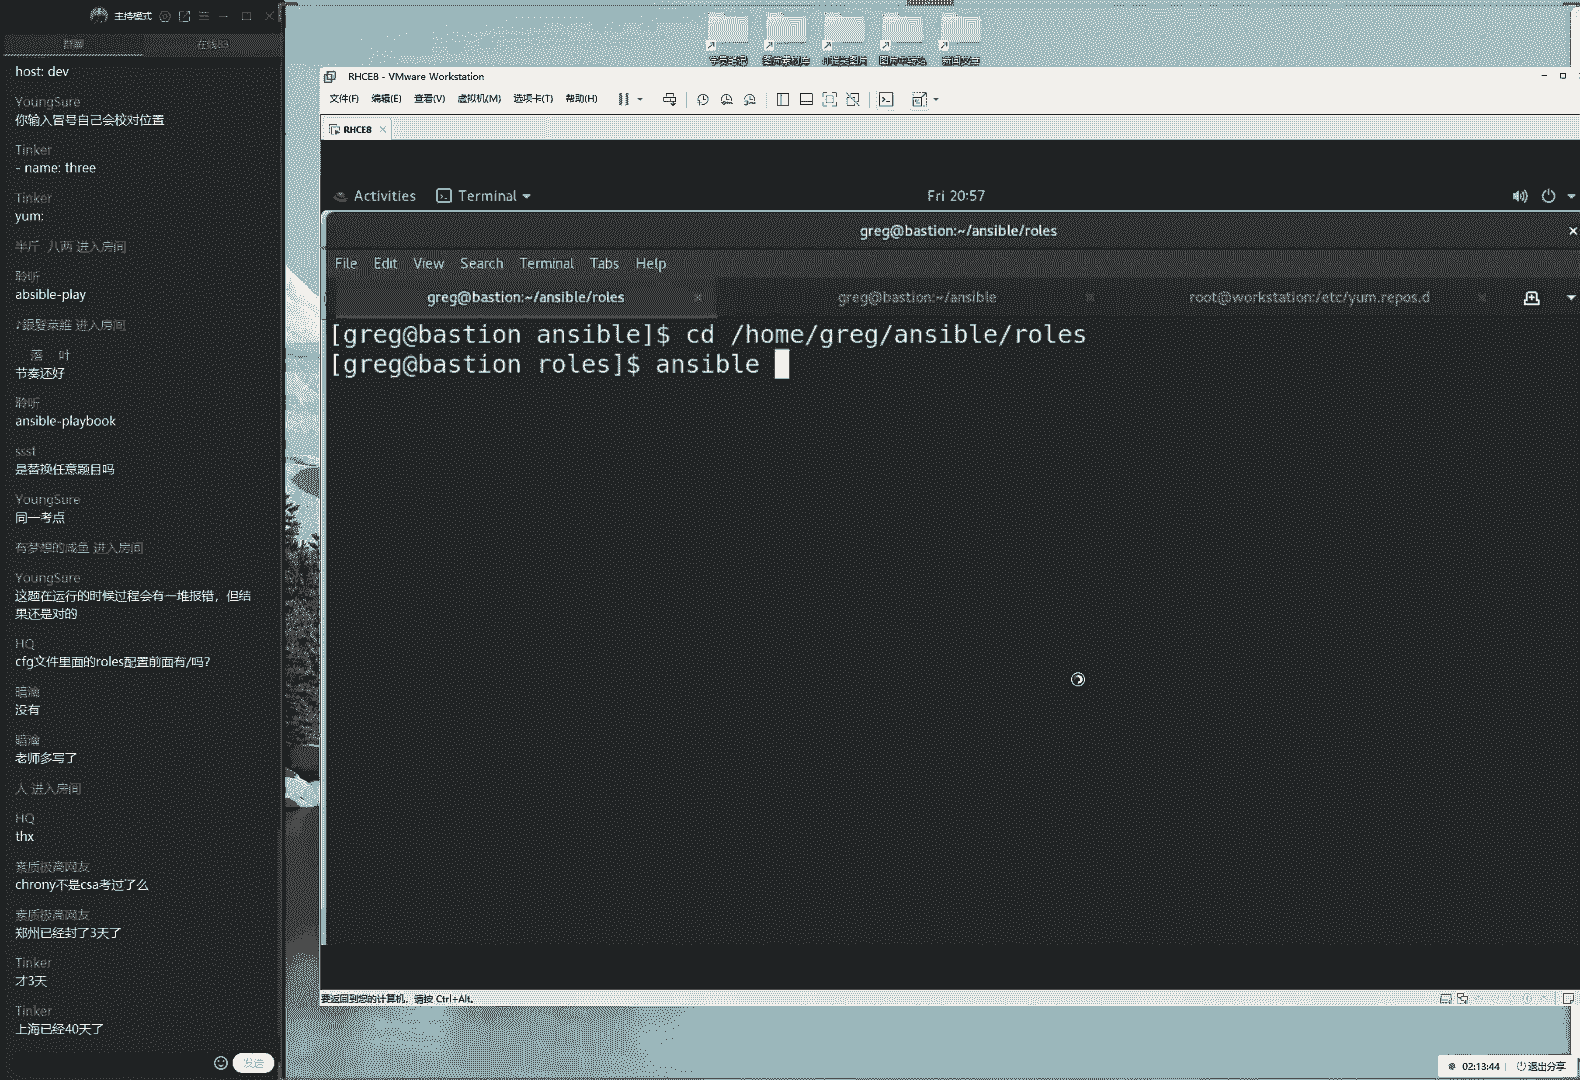 主持模式
在线83
host: dev
YoungSure
你输入冒号自己会校对位置
Tinker
- name: three
Tinker
yum:
半斤 八两 进入房间
聆听
absible-play
进入房间
落 叶
节奏还好
聆听
ansible-playbook
ssst
是替换任意题目吗
YoungSure
同一考点
有梦想的咸鱼 进入房间
YoungSure
这题在运行的时候过程会有一堆报错，但结
果还是对的
HQ
cfg文件里面的roles配置前面有/吗？
没有
老师多写了
人 进入房间
HQ
thx
素质极高网友
chrony不是csa考过了么
素质极高网友
郑州已经封了3天了
Tinker
才3天
Tinker
上海已经40天了
发送
RHCE8 - VMware Workstation
文件(F) 编辑(E) 查看(V) 虚拟机(M) 选项卡(T) 帮助(H)
RHCE8
Activities Terminal Fri 20:57
greg@bastion:~/ansible/roles
File Edit View Search Terminal Tabs Help
greg@bastion:~/ansible/roles greg@bastion:~/ansible root@workstation:/etc/yum.repos.d
[greg@bastion ansible]$ cd /home/greg/ansible/roles
[greg@bastion roles]$ ansible
要返回到您的计算机，请按 Ctrl+Alt。
02:13:44 退出分享